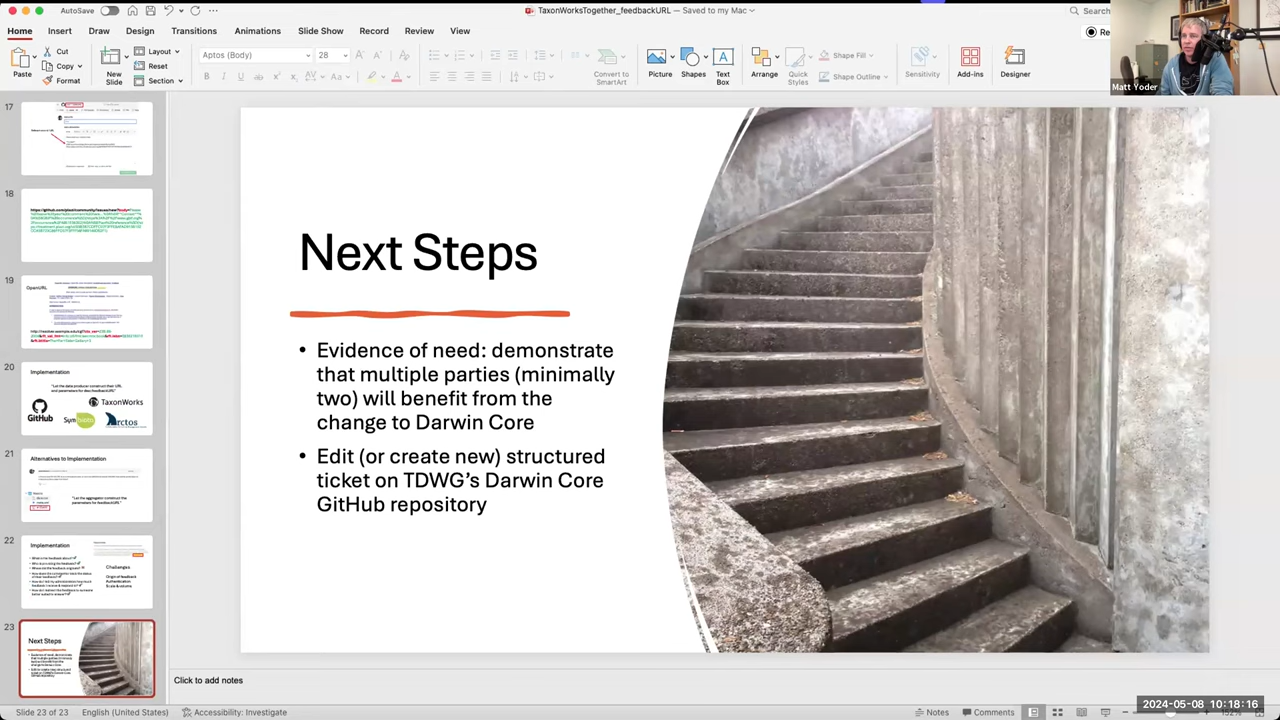 AutoSave
TaxonWorksTogether_feedbackURL — Saved to my Mac
Search
Home Insert Draw Design Transitions Animations Slide Show Record Review View
Paste
Cut
Copy
Format
New Slide
Layout
Reset
Section
Aptos (Body) 28
Convert to SmartArt
Picture
Shapes
Text Box
Arrange
Quick Styles
Shape Fill
Shape Outline
Sensitivity
Add-ins
Designer
Matt Yoder
17
18
19
OpenURL
20
Implementation
GitHub
TaxonWorks
Arctos
21
Alternatives to Implementation
22
Implementation
Challenges
23
Next Steps
Next Steps
• Evidence of need: demonstrate
that multiple parties (minimally
two) will benefit from the
change to Darwin Core
• Edit (or create new) structured
ticket on TDWG’s Darwin Core
GitHub repository
Click to add notes
Slide 23 of 23 English (United States) Accessibility: Investigate
Notes Comments
2024-05-08 10:18:16